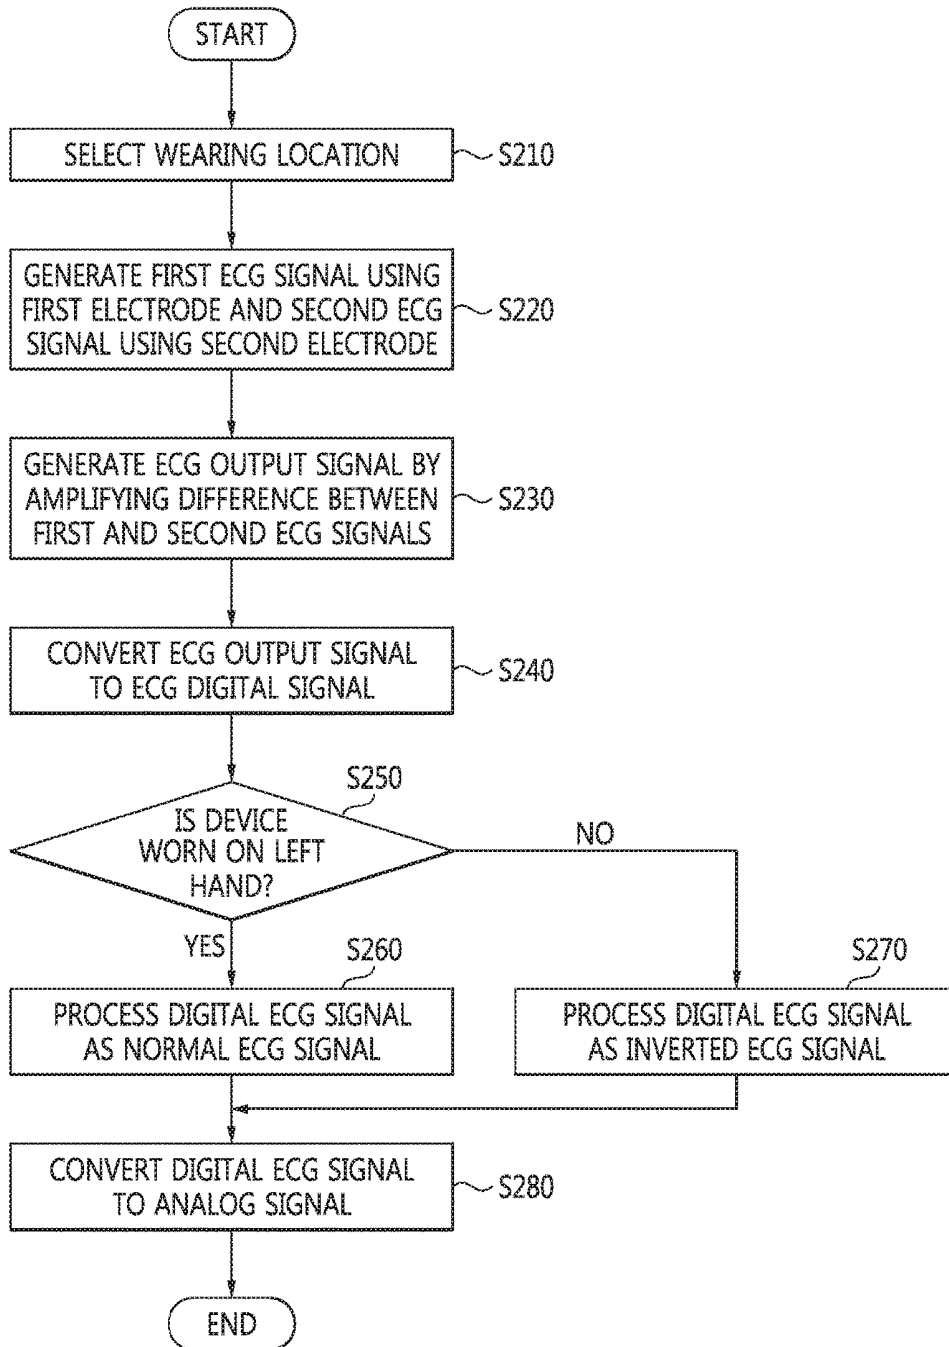 START
SELECT WEARING LOCATION
S210
GENERATE FIRST ECG SIGNAL USING
FIRST ELECTRODE AND SECOND ECG
SIGNAL USING SECOND ELECTRODE
S220
GENERATE ECG OUTPUT SIGNAL BY
AMPLIFYING DIFFERENCE BETWEEN
FIRST AND SECOND ECG SIGNALS
S230
CONVERT ECG OUTPUT SIGNAL
TO ECG DIGITAL SIGNAL
S240
S250
IS DEVICE
WORN ON LEFT
HAND?
NO
YES
S260
PROCESS DIGITAL ECG SIGNAL
AS NORMAL ECG SIGNAL
S270
PROCESS DIGITAL ECG SIGNAL
AS INVERTED ECG SIGNAL
CONVERT DIGITAL ECG SIGNAL
TO ANALOG SIGNAL
S280
END